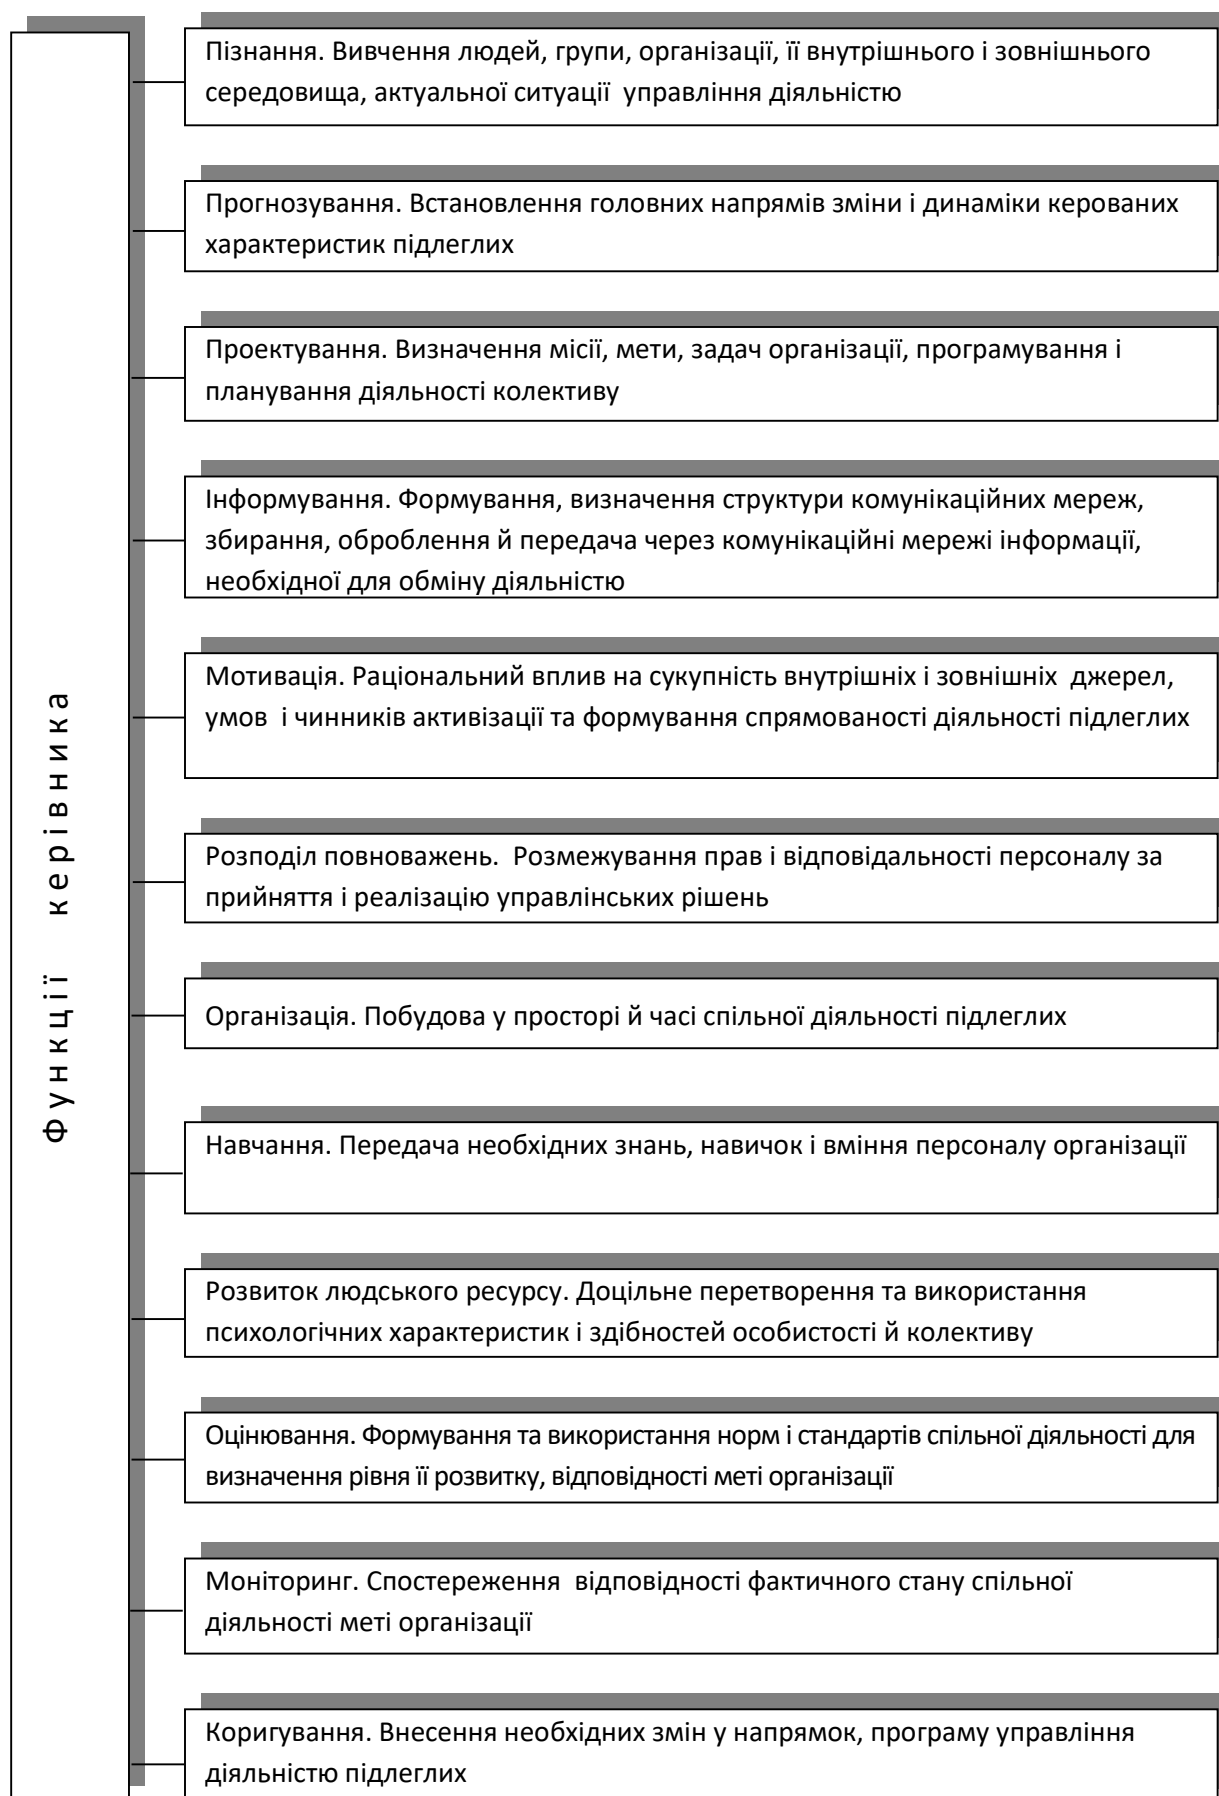 Функції керівника
Пізнання. Вивчення людей, групи, організації, її внутрішнього і зовнішнього
середовища, актуальної ситуації управління діяльністю
Прогнозування. Встановлення головних напрямів зміни і динаміки керованих
характеристик підлеглих
Проектування. Визначення місії, мети, задач організації, програмування і
планування діяльності колективу
Інформування. Формування, визначення структури комунікаційних мереж,
збирання, оброблення й передача через комунікаційні мережі інформації,
необхідної для обміну діяльністю
Мотивація. Раціональний вплив на сукупність внутрішніх і зовнішніх джерел,
умов і чинників активізації та формування спрямованості діяльності підлеглих
Розподіл повноважень. Розмежування прав і відповідальності персоналу за
прийняття і реалізацію управлінських рішень
Організація. Побудова у просторі й часі спільної діяльності підлеглих
Навчання. Передача необхідних знань, навичок і вміння персоналу організації
Розвиток людського ресурсу. Доцільне перетворення та використання
психологічних характеристик і здібностей особистості й колективу
Оцінювання. Формування та використання норм і стандартів спільної діяльності для
визначення рівня її розвитку, відповідності меті організації
Моніторинг. Спостереження відповідності фактичного стану спільної
діяльності меті організації
Коригування. Внесення необхідних змін у напрямок, програму управління
діяльністю підлеглих